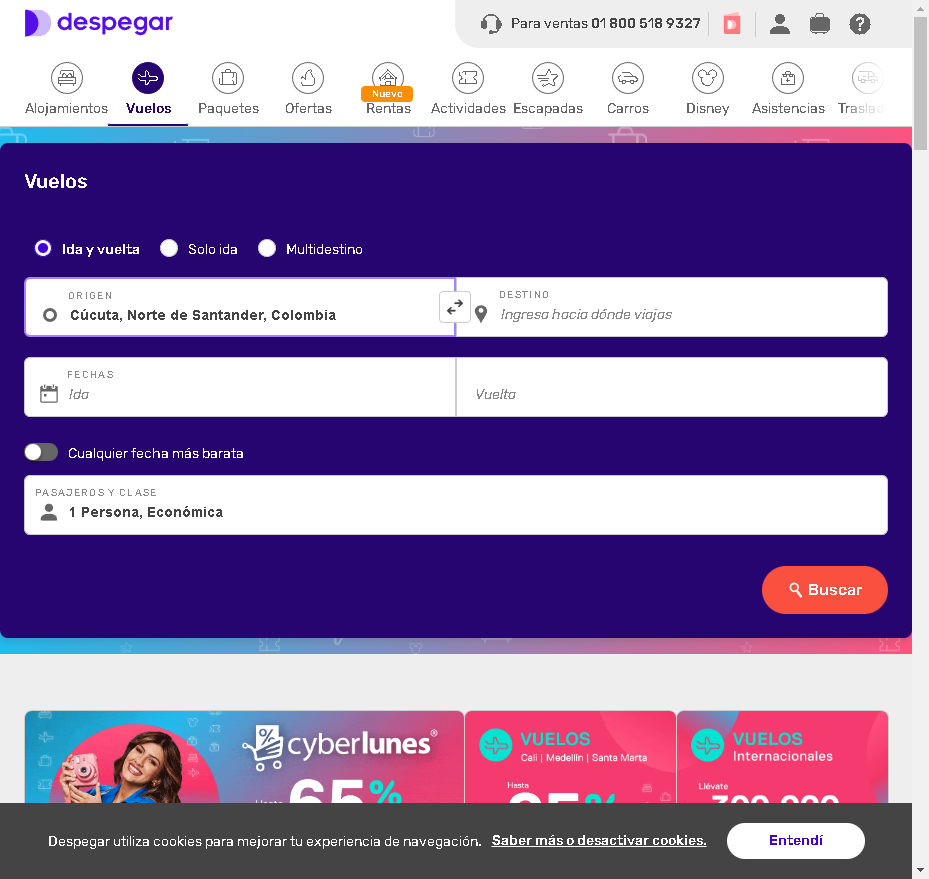 despegar
Para ventas 01 800 518 9327
Alojamientos
Vuelos
Paquetes
Ofertas
Nuevo
Rentas
Actividades
Escapadas
Carros
Disney
Asistencias
Vuelos
Ida y vuelta
Solo ida
Multidestino
ORIGEN
Cúcuta, Norte de Santander, Colombia
DESTINO
Ingresa hacia dónde viajas
FECHAS
Ida
Vuelta
Cualquier fecha más barata
PASAJEROS Y CLASE
1 Persona, Económica
Buscar
cyberlunes®
Hasta
65%
VUELOS
Cali | Medellín | Santa Marta
Hasta
VUELOS
Internacionales
Llévate
Despegar utiliza cookies para mejorar tu experiencia de navegación. Saber más o desactivar cookies.
Entendí